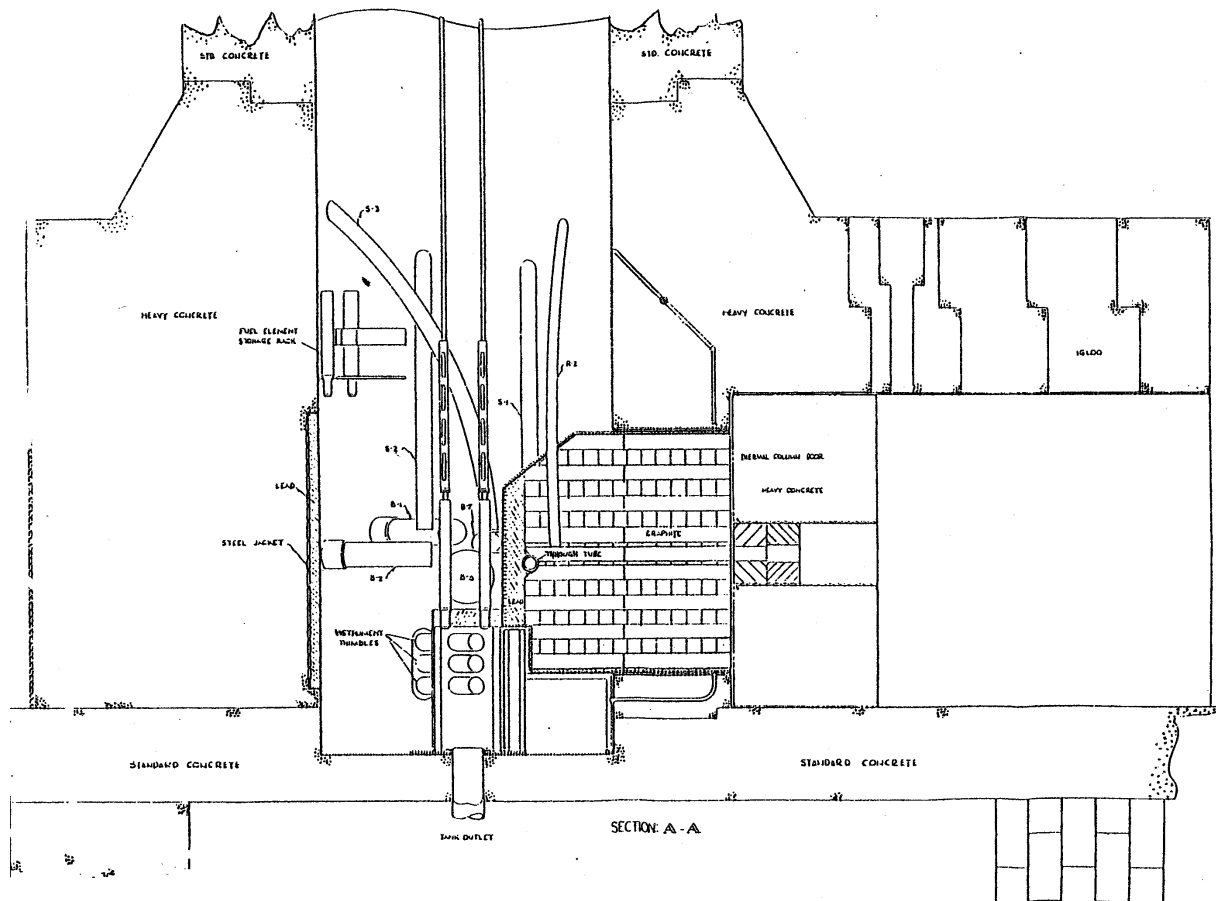 STD. CONCRETE
STD. CONCRETE
S-3
HEAVY CONCRETE
FUEL ELEMENT
STORAGE RACK
HEAVY CONCRETE
R-2
IGLOO
S-1
S-2
THERMAL COLUMN DOOR
HEAVY CONCRETE
LEAD
B-1
STEEL JACKET
GRAPHITE
THROUGH TUBE
B-2
LEAD
INSTRUMENT
THIMBLES
STANDARD CONCRETE
STANDARD CONCRETE
TANK OUTLET
SECTION: A - A